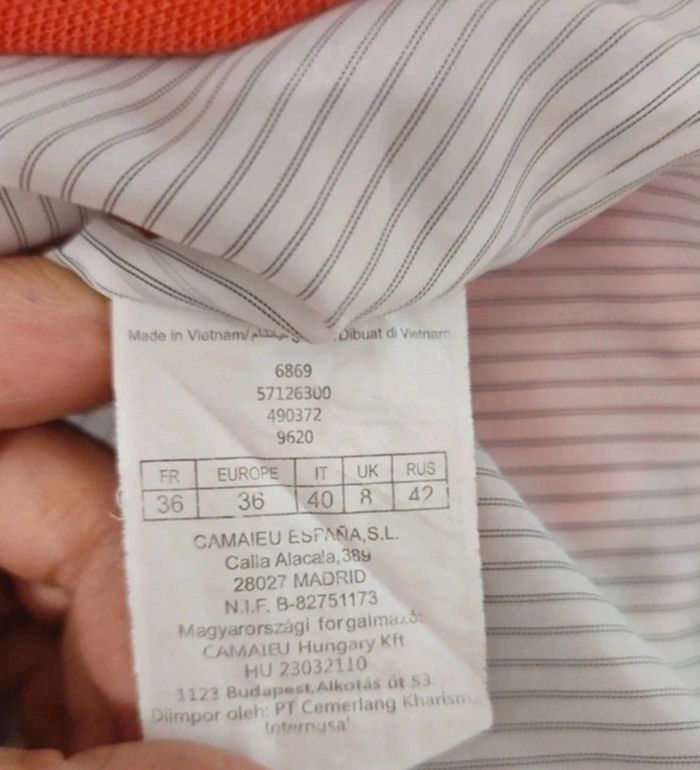 Made in Vietnam/ Dibuat di Vietnam
6869
57126300
490372
9620
FR EUROPE IT UK RUS
36 36 40 8 42
CAMAIEU ESPAÑA,S.L.
Calla Alacala,389
28027 MADRID
N.I.F. B-82751173
Magyarországi forgalmazó:
CAMAIEU Hungary Kft
HU 23032110
1123 Budapest,Alkotás út 53.
Diimpor oleh: PT Cemerlang Kharisma
Internusa'